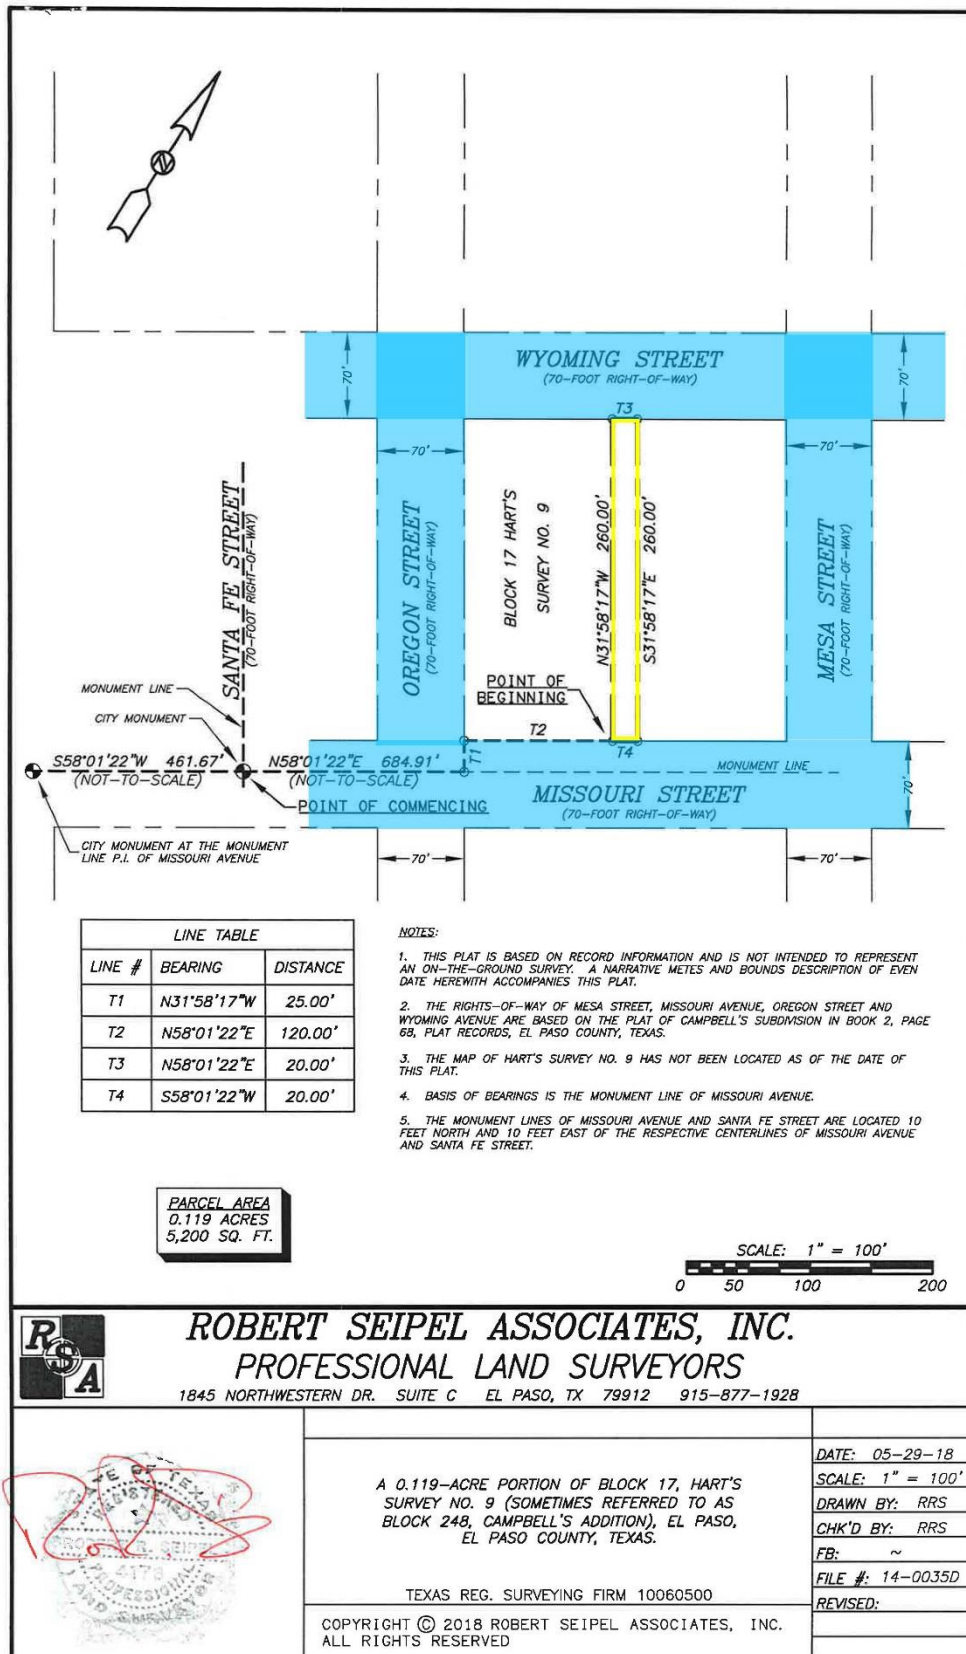 N
WYOMING STREET
(70-FOOT RIGHT-OF-WAY)
70'
70'
T3
70'
70'
SANTA FE STREET
(70-FOOT RIGHT-OF-WAY)
OREGON STREET
(70-FOOT RIGHT-OF-WAY)
BLOCK 17 HART'S
SURVEY NO. 9
N31°58'17"W 260.00'
S31°58'17"E 260.00'
MESA STREET
(70-FOOT RIGHT-OF-WAY)
MONUMENT LINE
CITY MONUMENT
POINT OF
BEGINNING
T2
T4
T1
S58°01'22"W 461.67'
(NOT-TO-SCALE)
N58°01'22"E 684.91'
(NOT-TO-SCALE)
MONUMENT LINE
POINT OF COMMENCING
MISSOURI STREET
(70-FOOT RIGHT-OF-WAY)
70'
CITY MONUMENT AT THE MONUMENT
LINE P.I. OF MISSOURI AVENUE
70'
70'
LINE TABLE
LINE # BEARING DISTANCE
T1 N31°58'17"W 25.00'
T2 N58°01'22"E 120.00'
T3 N58°01'22"E 20.00'
T4 S58°01'22"W 20.00'
NOTES:
1. THIS PLAT IS BASED ON RECORD INFORMATION AND IS NOT INTENDED TO REPRESENT
AN ON-THE-GROUND SURVEY. A NARRATIVE METES AND BOUNDS DESCRIPTION OF EVEN
DATE HEREWITH ACCOMPANIES THIS PLAT.
2. THE RIGHTS-OF-WAY OF MESA STREET, MISSOURI AVENUE, OREGON STREET AND
WYOMING AVENUE ARE BASED ON THE PLAT OF CAMPBELL'S SUBDIVISION IN BOOK 2, PAGE
68, PLAT RECORDS, EL PASO COUNTY, TEXAS.
3. THE MAP OF HART'S SURVEY NO. 9 HAS NOT BEEN LOCATED AS OF THE DATE OF
THIS PLAT.
4. BASIS OF BEARINGS IS THE MONUMENT LINE OF MISSOURI AVENUE.
5. THE MONUMENT LINES OF MISSOURI AVENUE AND SANTA FE STREET ARE LOCATED 10
FEET NORTH AND 10 FEET EAST OF THE RESPECTIVE CENTERLINES OF MISSOURI AVENUE
AND SANTA FE STREET.
PARCEL AREA
0.119 ACRES
5,200 SQ. FT.
SCALE: 1" = 100'
0 50 100 200
RSA
ROBERT SEIPEL ASSOCIATES, INC.
PROFESSIONAL LAND SURVEYORS
1845 NORTHWESTERN DR. SUITE C EL PASO, TX 79912 915-877-1928
STATE OF TEXAS
REGISTERED
ROBERT R. SEIPEL
4178
PROFESSIONAL
LAND SURVEYOR
A 0.119-ACRE PORTION OF BLOCK 17, HART'S
SURVEY NO. 9 (SOMETIMES REFERRED TO AS
BLOCK 248, CAMPBELL'S ADDITION), EL PASO,
EL PASO COUNTY, TEXAS.
TEXAS REG. SURVEYING FIRM 10060500
COPYRIGHT © 2018 ROBERT SEIPEL ASSOCIATES, INC.
ALL RIGHTS RESERVED
DATE: 05-29-18
SCALE: 1" = 100'
DRAWN BY: RRS
CHK'D BY: RRS
FB: ~
FILE #: 14-0035D
REVISED: